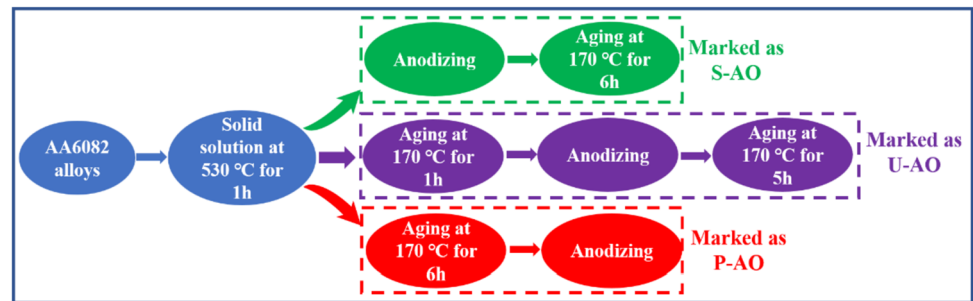 AA6082
alloys
Solid
solution at
530 ℃ for
1h
Anodizing
Aging at
170 ℃ for
6h
Marked as
S-AO
Aging at
170 ℃ for
1h
Anodizing
Aging at
170 ℃ for
5h
Marked as
U-AO
Aging at
170 ℃ for
6h
Anodizing
Marked as
P-AO